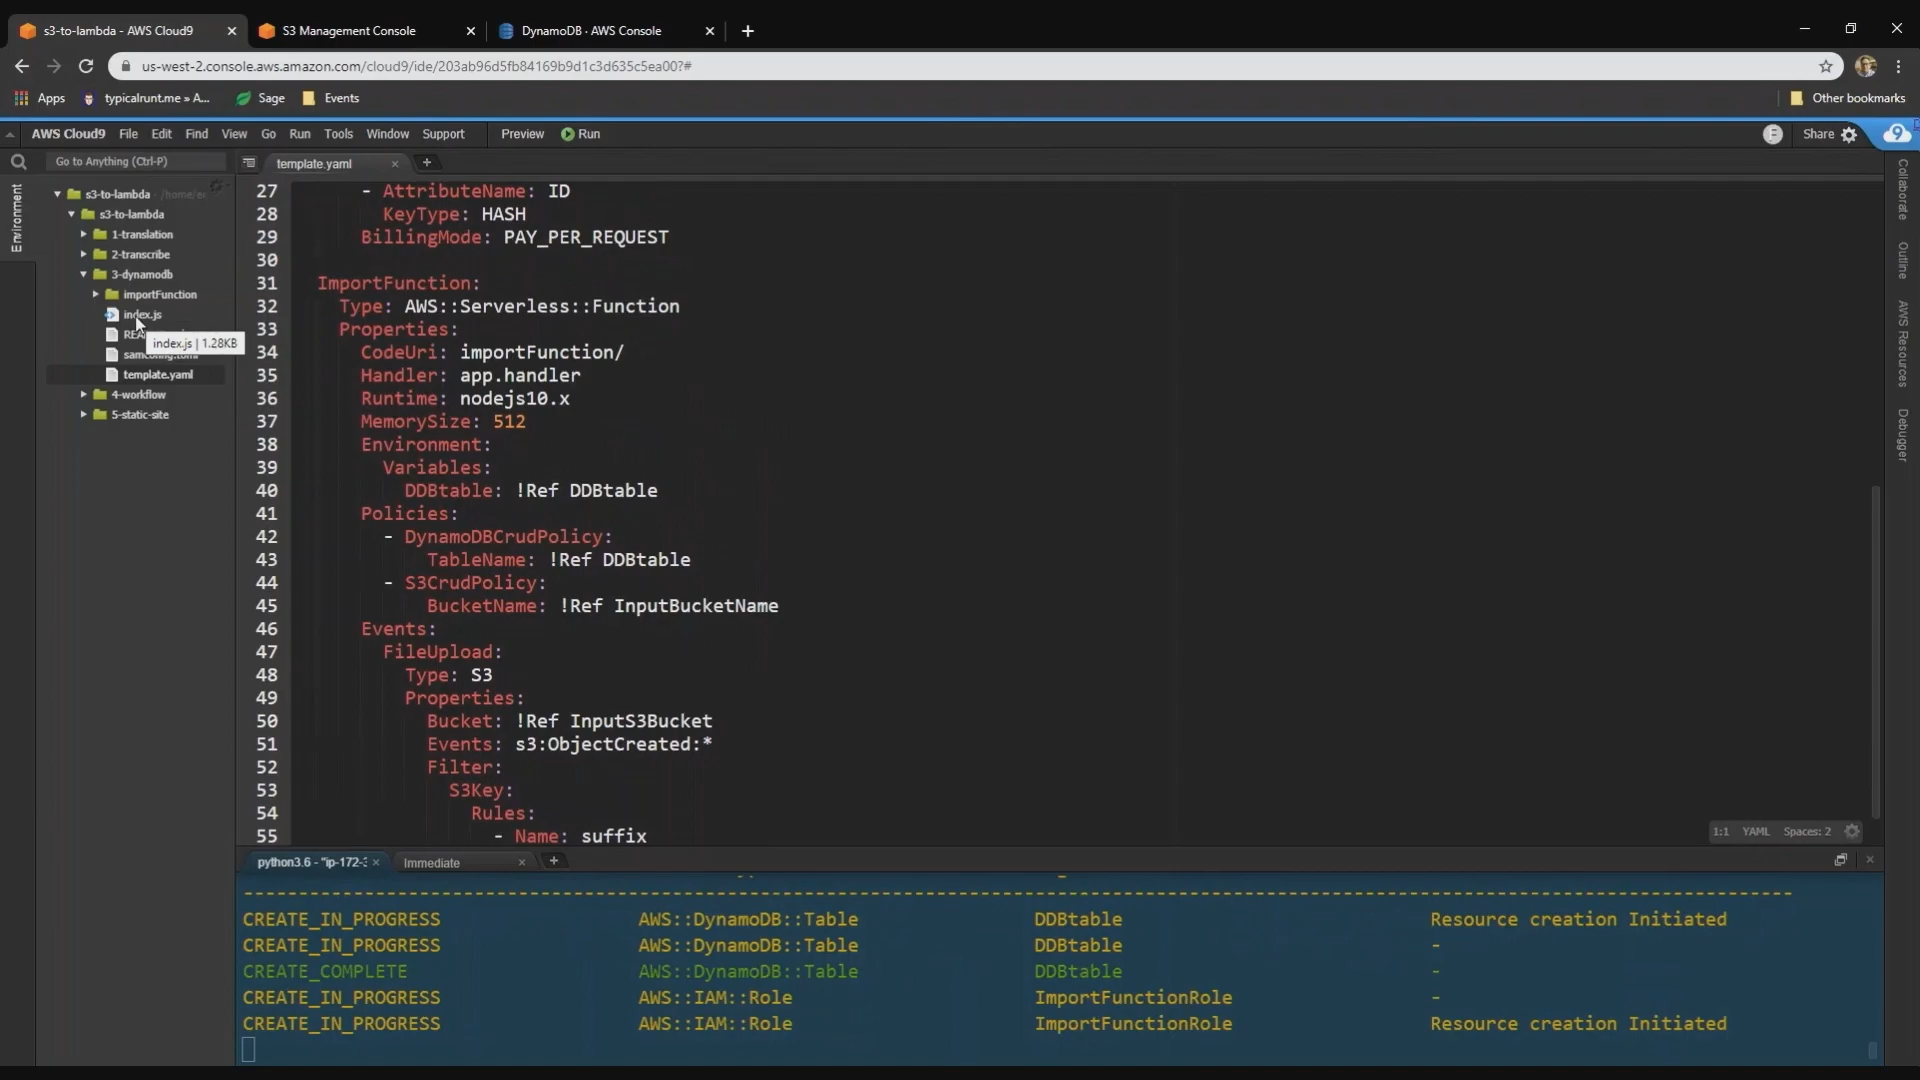 s3-to-lambda - AWS Cloud9
S3 Management Console
DynamoDB · AWS Console
us-west-2.console.aws.amazon.com/cloud9/ide/203ab96d5fb84169b9d1c3d635c5ea00?#
Apps
typicalrunt.me » A...
Sage
Events
Other bookmarks
AWS Cloud9 File Edit Find View Go Run Tools Window Support Preview Run
Share
Go to Anything (Ctrl-P)
template.yaml
Environment
s3-to-lambda
s3-to-lambda
1-translation
2-transcribe
3-dynamodb
importFunction
index.js
index.js | 1.28KB
template.yaml
4-workflow
5-static-site
27 - AttributeName: ID
28 KeyType: HASH
29 BillingMode: PAY_PER_REQUEST
30
31 ImportFunction:
32 Type: AWS::Serverless::Function
33 Properties:
34 CodeUri: importFunction/
35 Handler: app.handler
36 Runtime: nodejs10.x
37 MemorySize: 512
38 Environment:
39 Variables:
40 DDBtable: !Ref DDBtable
41 Policies:
42 - DynamoDBCrudPolicy:
43 TableName: !Ref DDBtable
44 - S3CrudPolicy:
45 BucketName: !Ref InputBucketName
46 Events:
47 FileUpload:
48 Type: S3
49 Properties:
50 Bucket: !Ref InputS3Bucket
51 Events: s3:ObjectCreated:*
52 Filter:
53 S3Key:
54 Rules:
55 - Name: suffix
1:1 YAML Spaces: 2
Collaborate
Outline
AWS Resources
Debugger
python3.6 - "ip-172-3
Immediate
CREATE_IN_PROGRESS AWS::DynamoDB::Table DDBtable Resource creation Initiated
CREATE_IN_PROGRESS AWS::DynamoDB::Table DDBtable -
CREATE_COMPLETE AWS::DynamoDB::Table DDBtable -
CREATE_IN_PROGRESS AWS::IAM::Role ImportFunctionRole -
CREATE_IN_PROGRESS AWS::IAM::Role ImportFunctionRole Resource creation Initiated